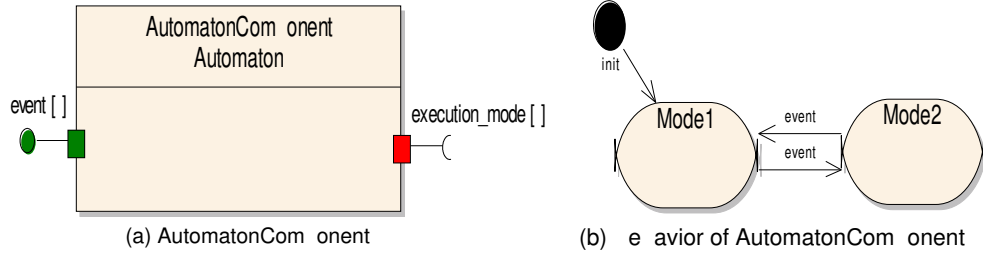 AutomatonCom onent
Automaton
event [ ]
execution_mode [ ]
(a) AutomatonCom onent
init
Mode1
event
event
Mode2
(b) e avior of AutomatonCom onent